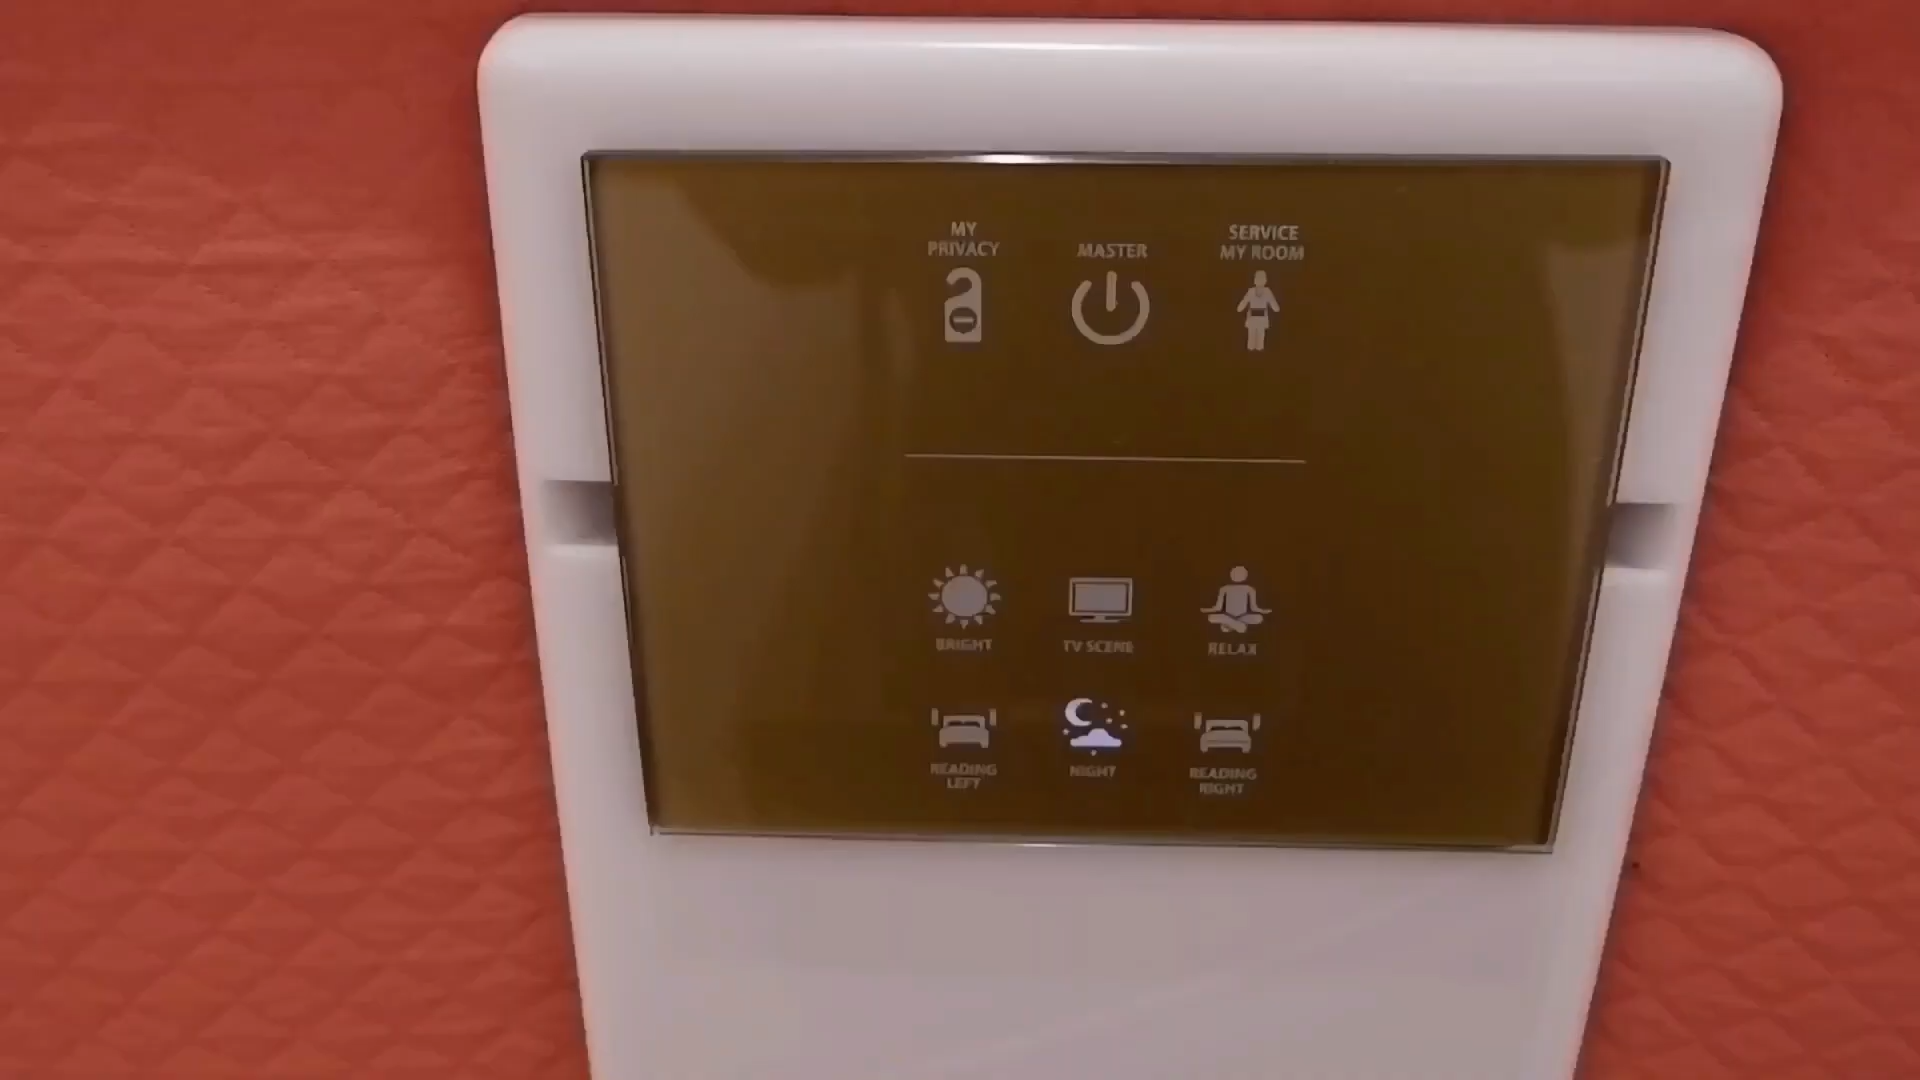 MY
PRIVACY
MASTER
SERVICE
MY ROOM
BRIGHT
TV SCENE
RELAX
READING
LEFT
NIGHT
READING
RIGHT